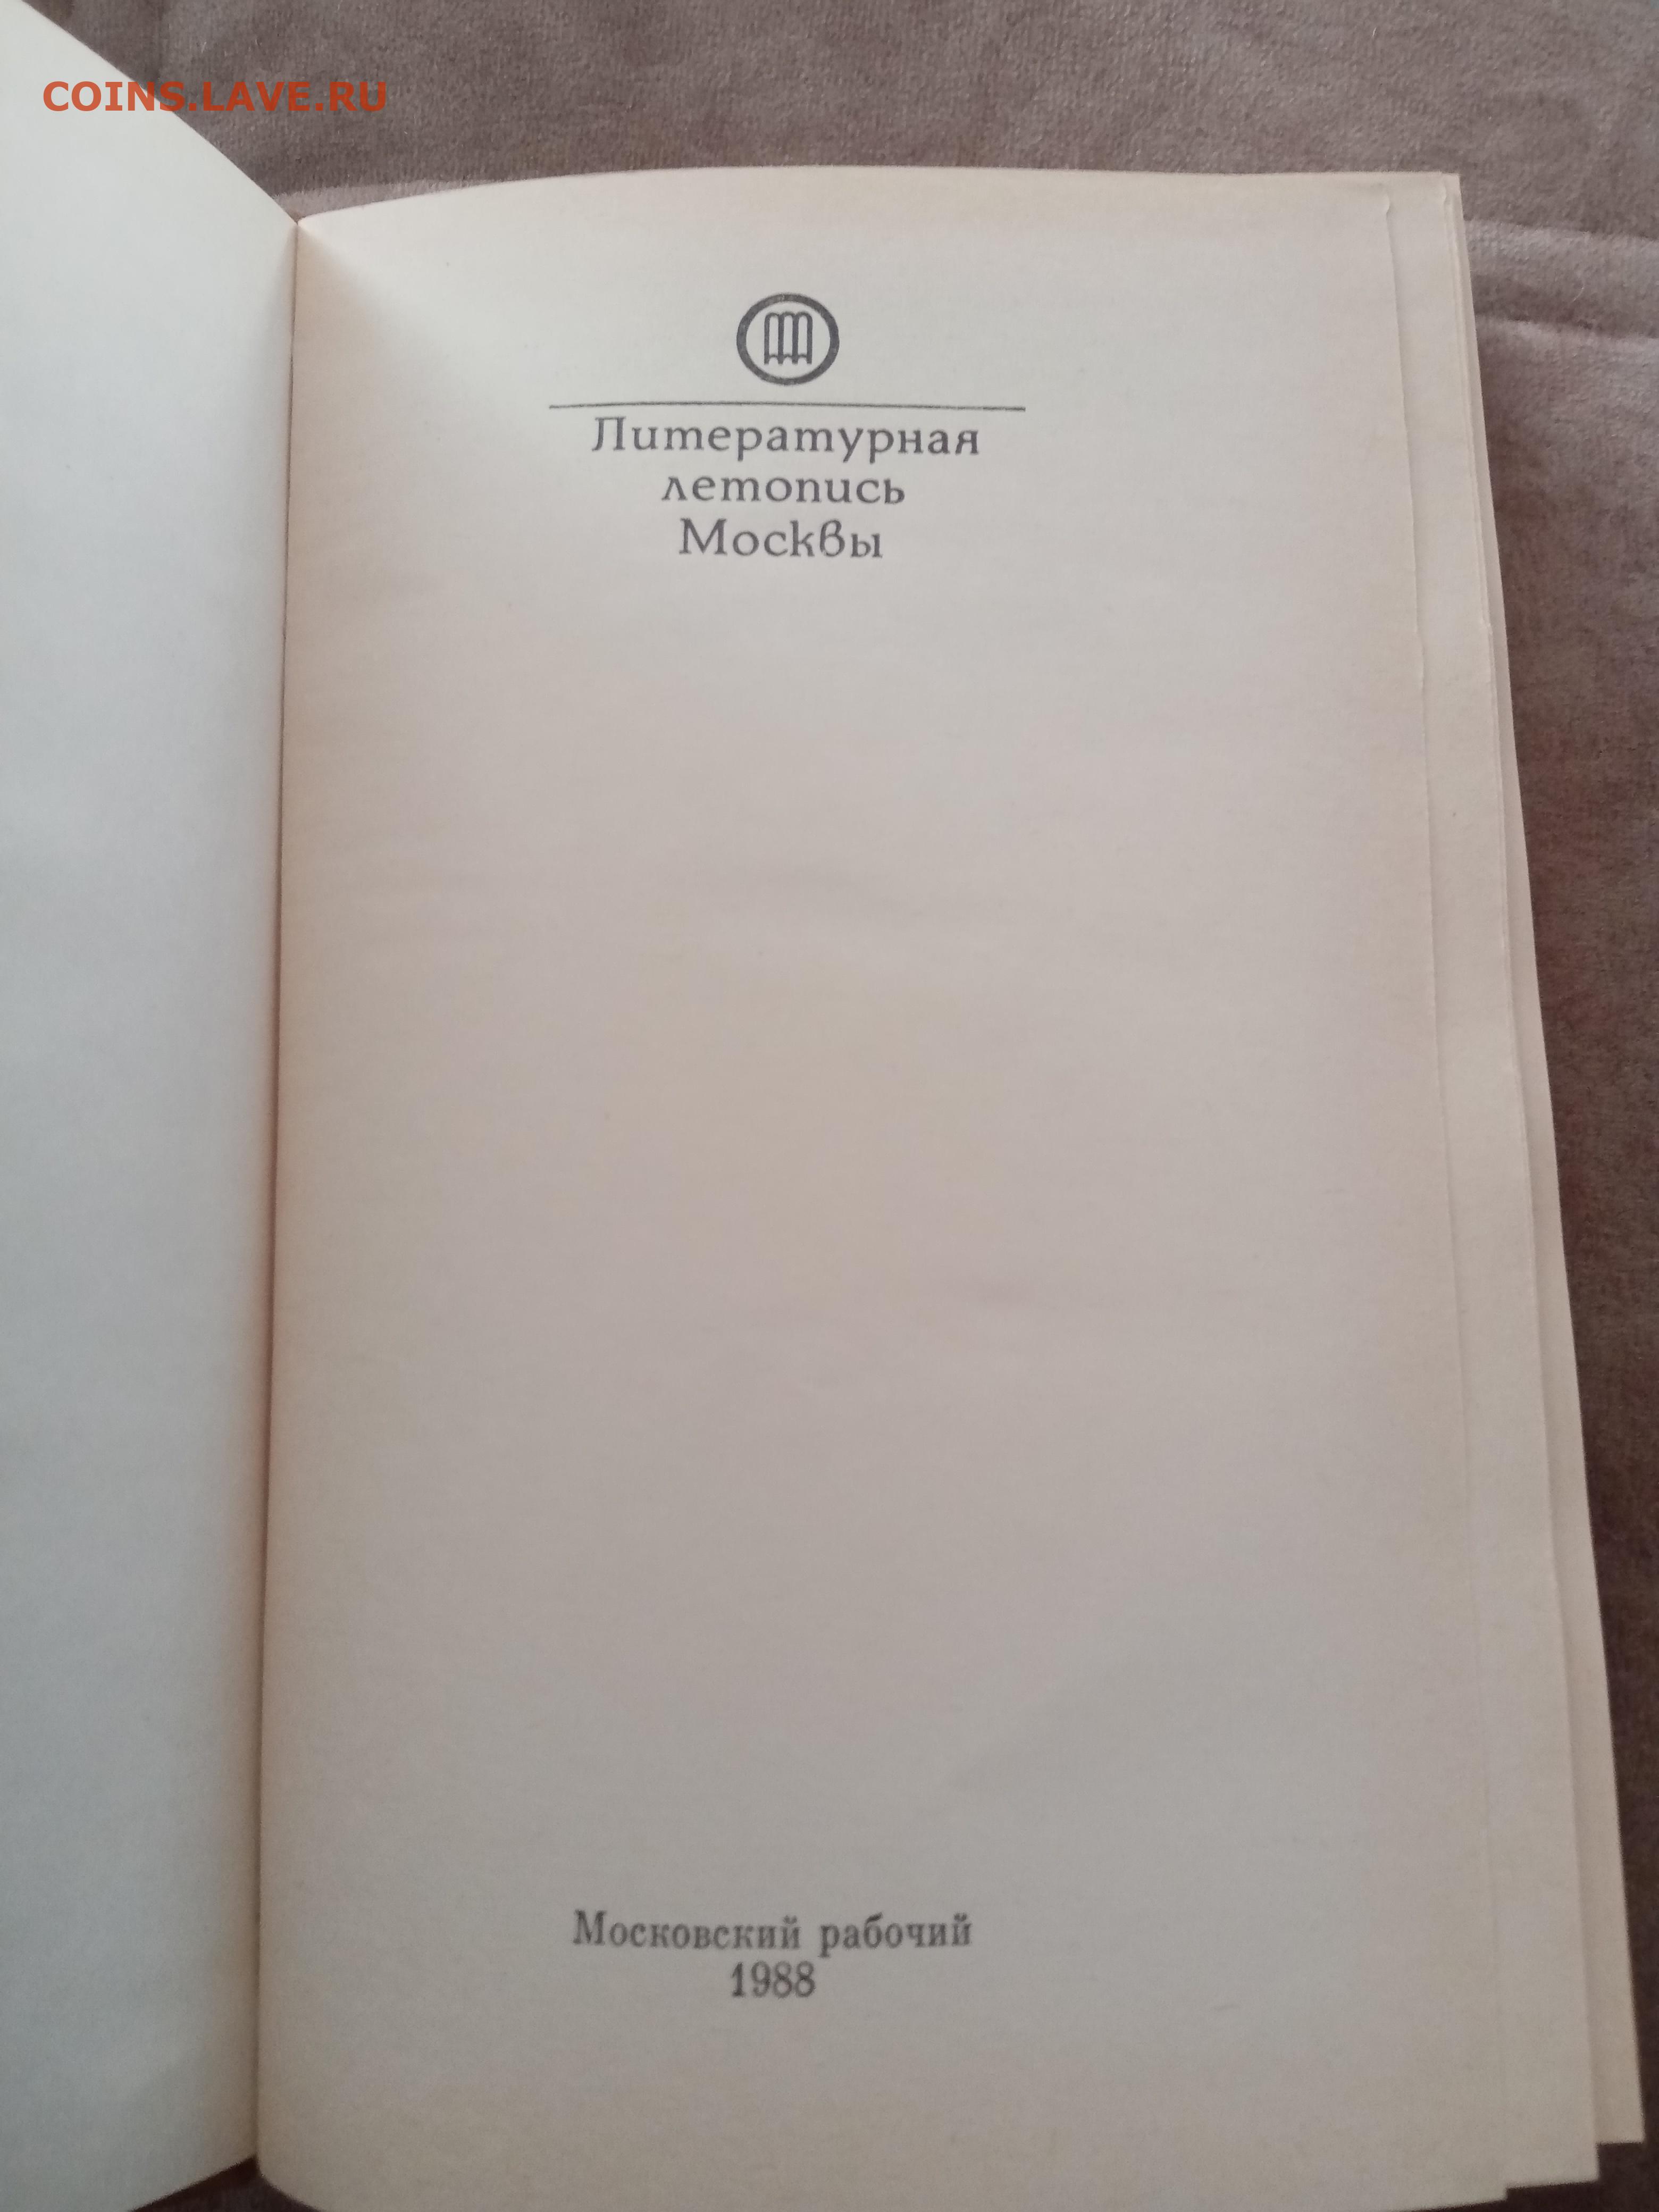 COINS.LAVE.RU
Литературная
летопись
Москвы
Московский рабочий
1988